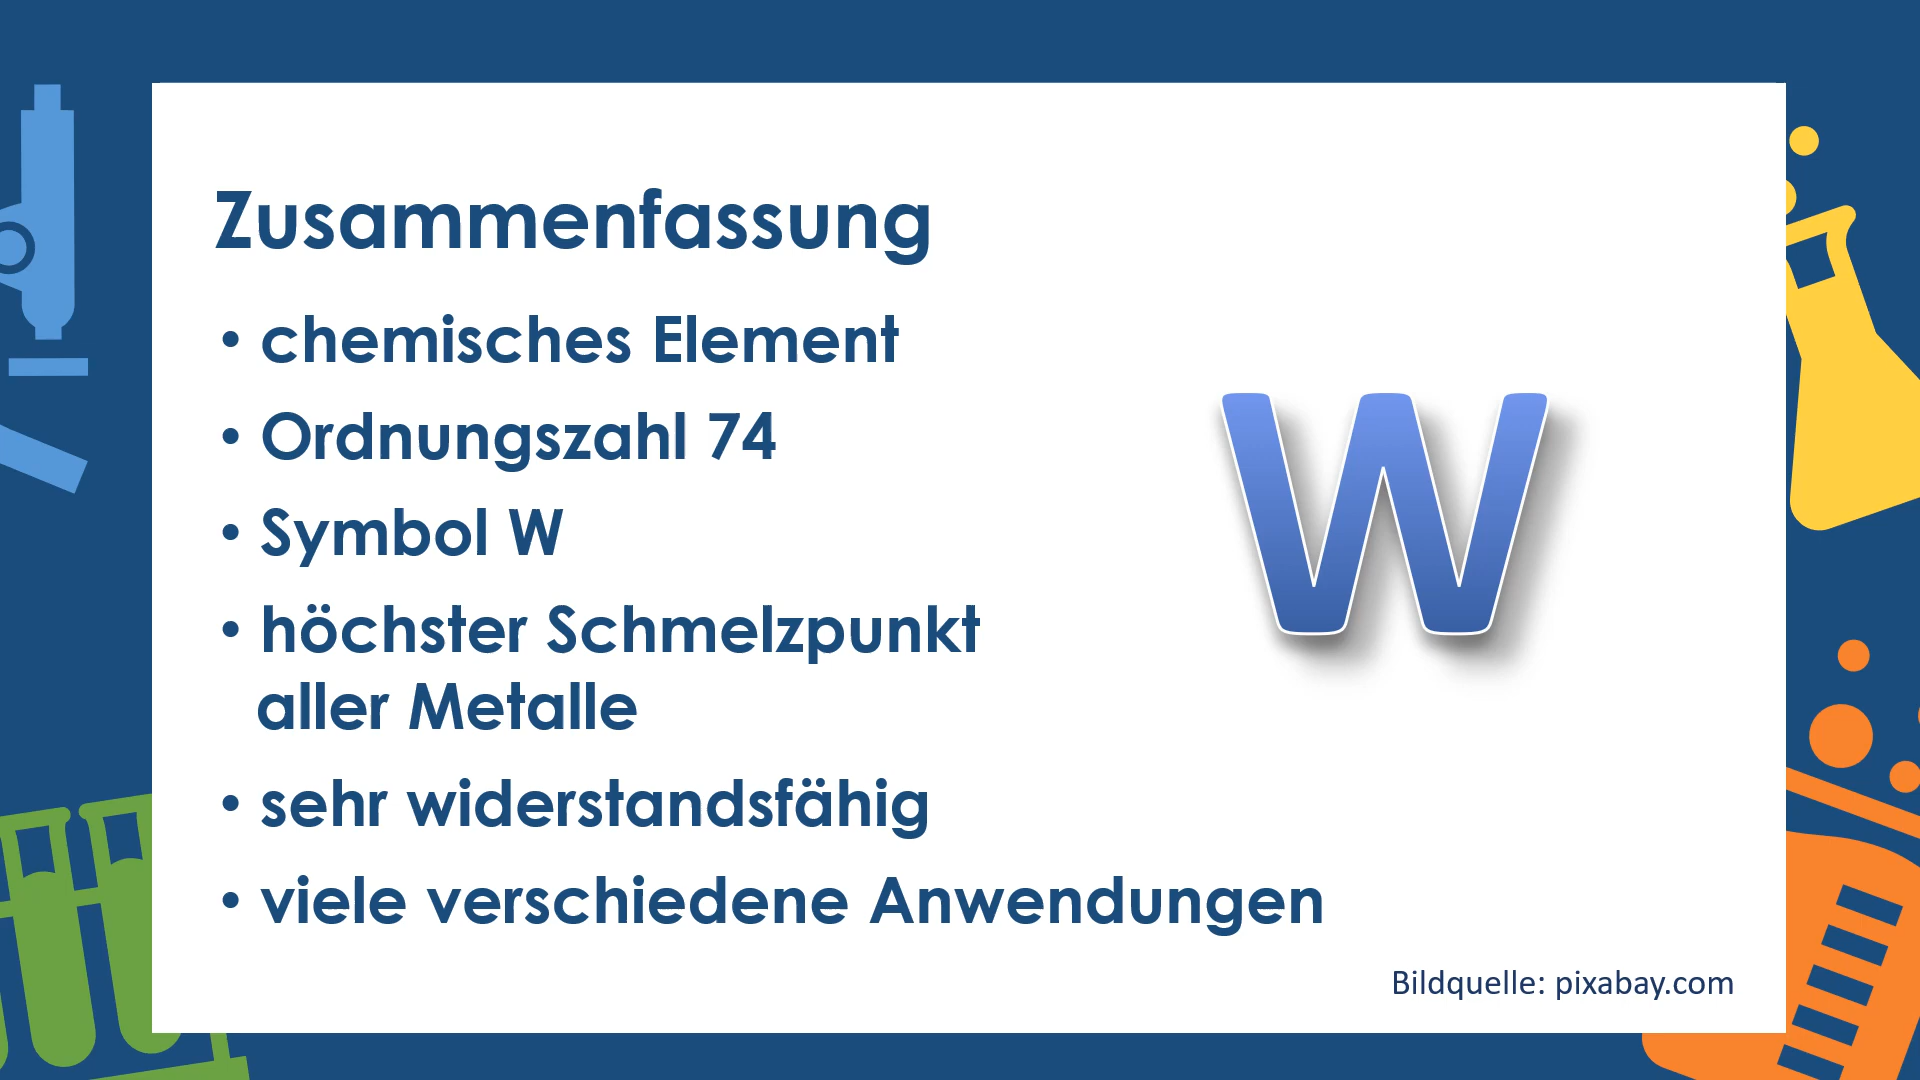 Zusammenfassung
• chemisches Element
• Ordnungszahl 74
• Symbol W
• höchster Schmelzpunkt
aller Metalle
• sehr widerstandsfähig
• viele verschiedene Anwendungen
W
Bildquelle: pixabay.com